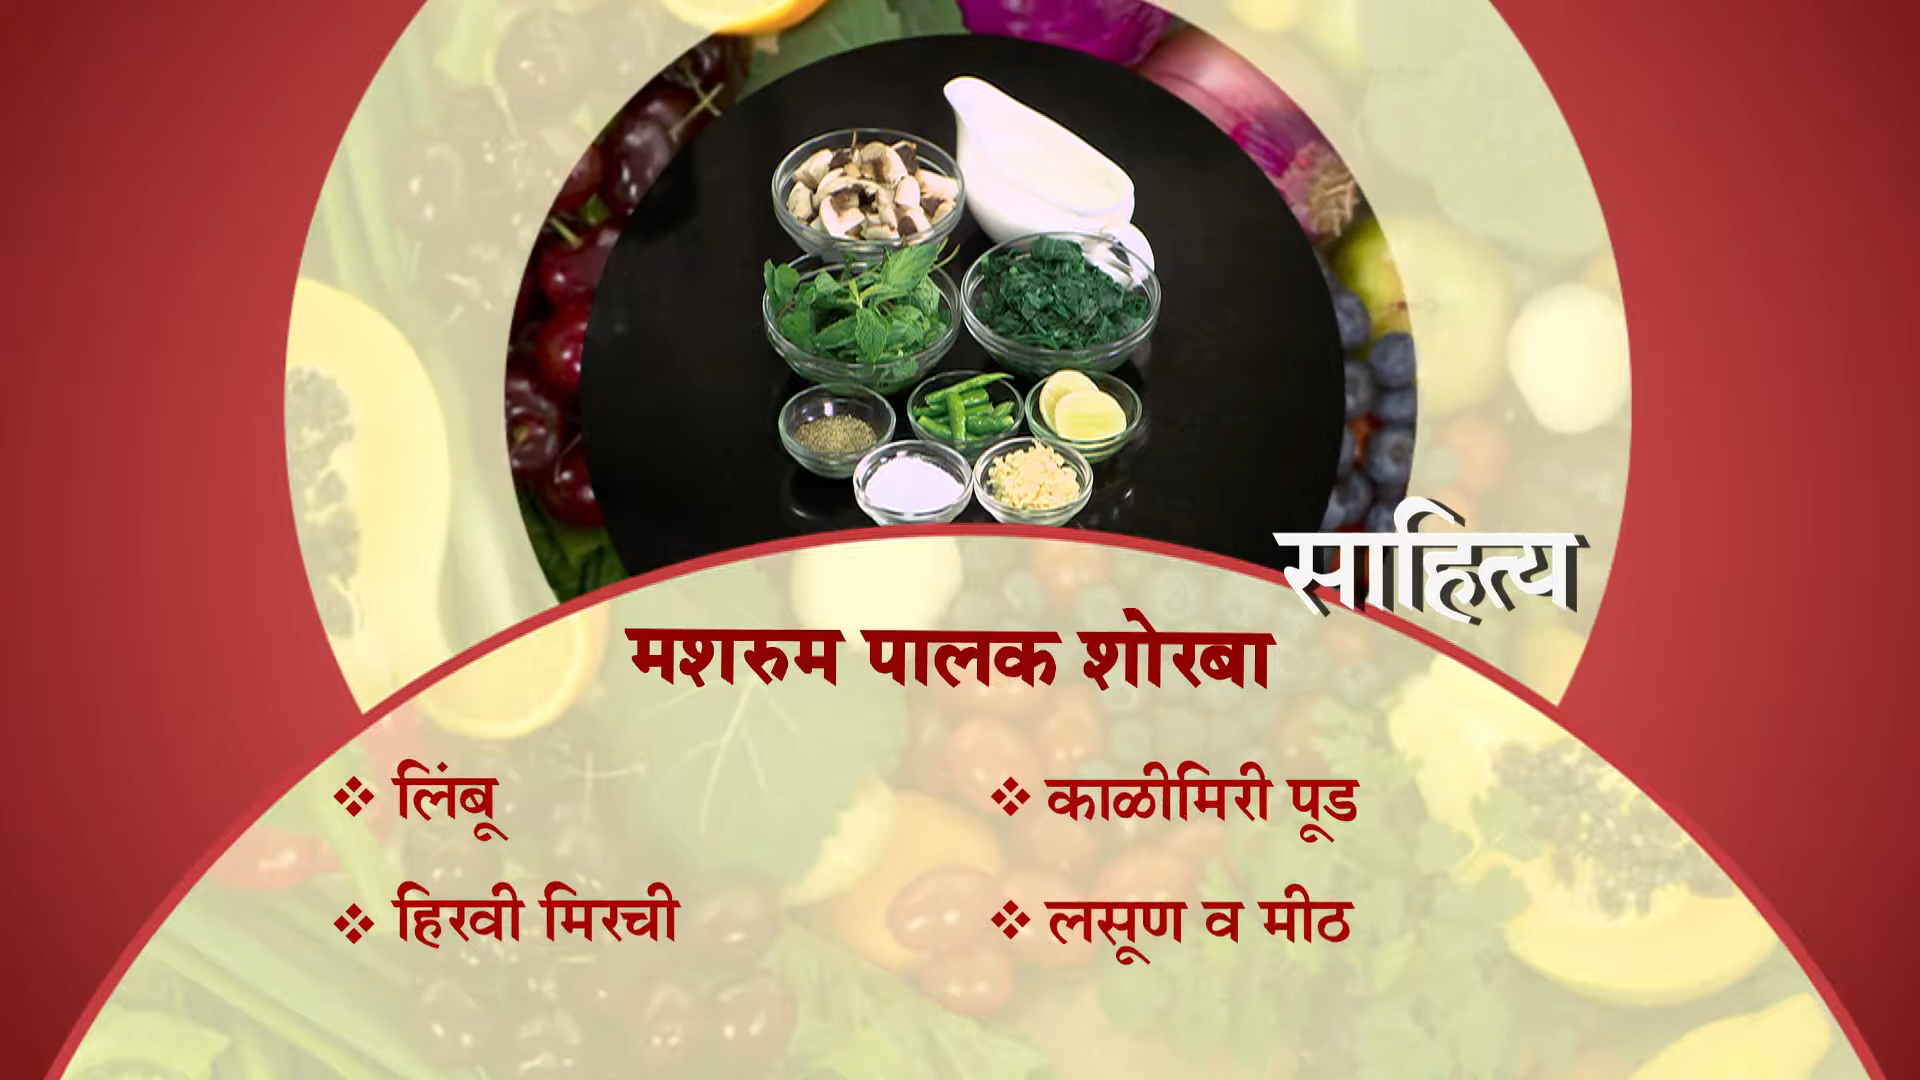 साहित्य
मशरुम पालक शोरबा
❖ लिंबू
❖ हिरवी मिरची
❖ काळीमिरी पूड
❖ लसूण व मीठ